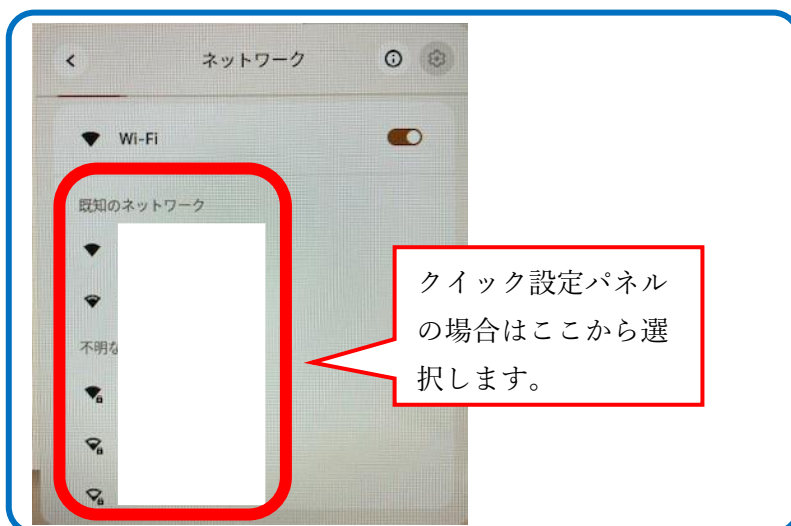 ネットワーク
Wi-Fi
既知のネットワーク
不明な
クイック設定パネル
の場合はここから選
択します。